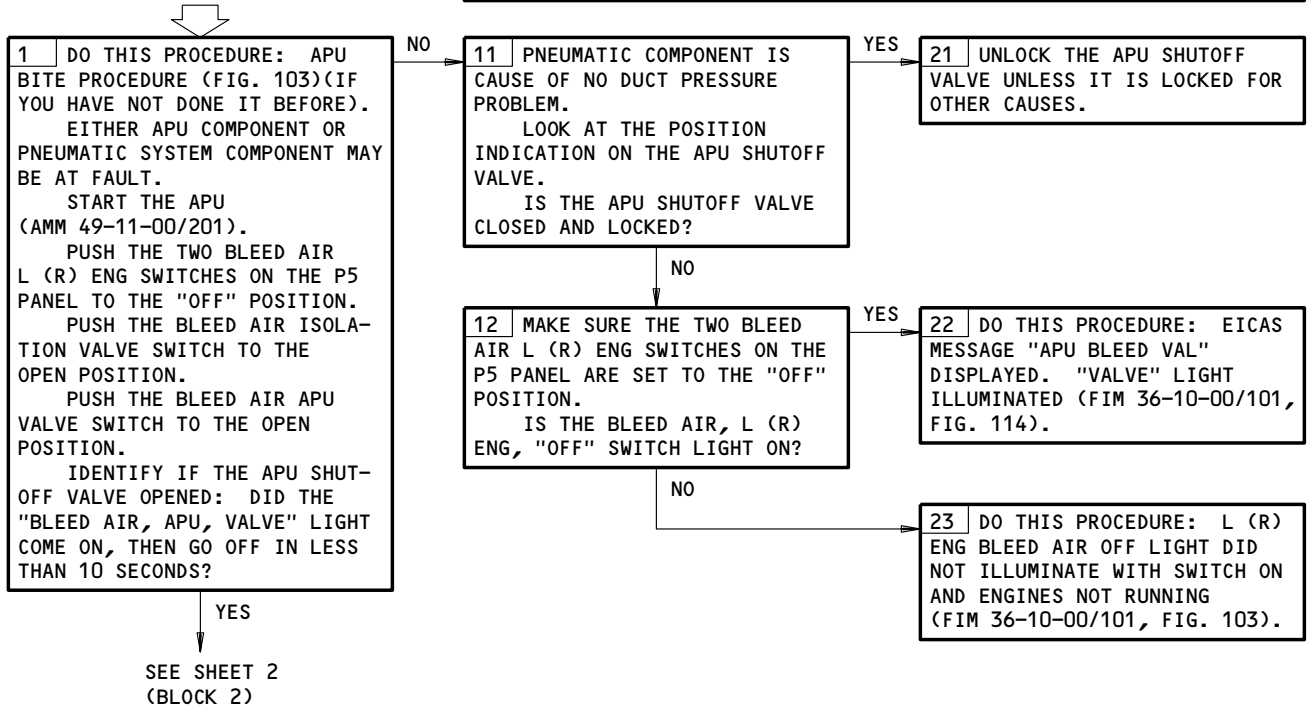 1 DO THIS PROCEDURE: APU
BITE PROCEDURE (FIG. 103)(IF
YOU HAVE NOT DONE IT BEFORE).
EITHER APU COMPONENT OR
PNEUMATIC SYSTEM COMPONENT MAY
BE AT FAULT.
START THE APU
(AMM 49-11-00/201).
PUSH THE TWO BLEED AIR
L (R) ENG SWITCHES ON THE P5
PANEL TO THE "OFF" POSITION.
PUSH THE BLEED AIR ISOLA-
TION VALVE SWITCH TO THE
OPEN POSITION.
PUSH THE BLEED AIR APU
VALVE SWITCH TO THE OPEN
POSITION.
IDENTIFY IF THE APU SHUT-
OFF VALVE OPENED: DID THE
"BLEED AIR, APU, VALVE" LIGHT
COME ON, THEN GO OFF IN LESS
THAN 10 SECONDS?
YES
SEE SHEET 2
(BLOCK 2)
NO
11 PNEUMATIC COMPONENT IS
CAUSE OF NO DUCT PRESSURE
PROBLEM.
LOOK AT THE POSITION
INDICATION ON THE APU SHUTOFF
VALVE.
IS THE APU SHUTOFF VALVE
CLOSED AND LOCKED?
YES
21 UNLOCK THE APU SHUTOFF
VALVE UNLESS IT IS LOCKED FOR
OTHER CAUSES.
NO
12 MAKE SURE THE TWO BLEED
AIR L (R) ENG SWITCHES ON THE
P5 PANEL ARE SET TO THE "OFF"
POSITION.
IS THE BLEED AIR, L (R)
ENG, "OFF" SWITCH LIGHT ON?
YES
22 DO THIS PROCEDURE: EICAS
MESSAGE "APU BLEED VAL"
DISPLAYED. "VALVE" LIGHT
ILLUMINATED (FIM 36-10-00/101,
FIG. 114).
NO
23 DO THIS PROCEDURE: L (R)
ENG BLEED AIR OFF LIGHT DID
NOT ILLUMINATE WITH SWITCH ON
AND ENGINES NOT RUNNING
(FIM 36-10-00/101, FIG. 103).